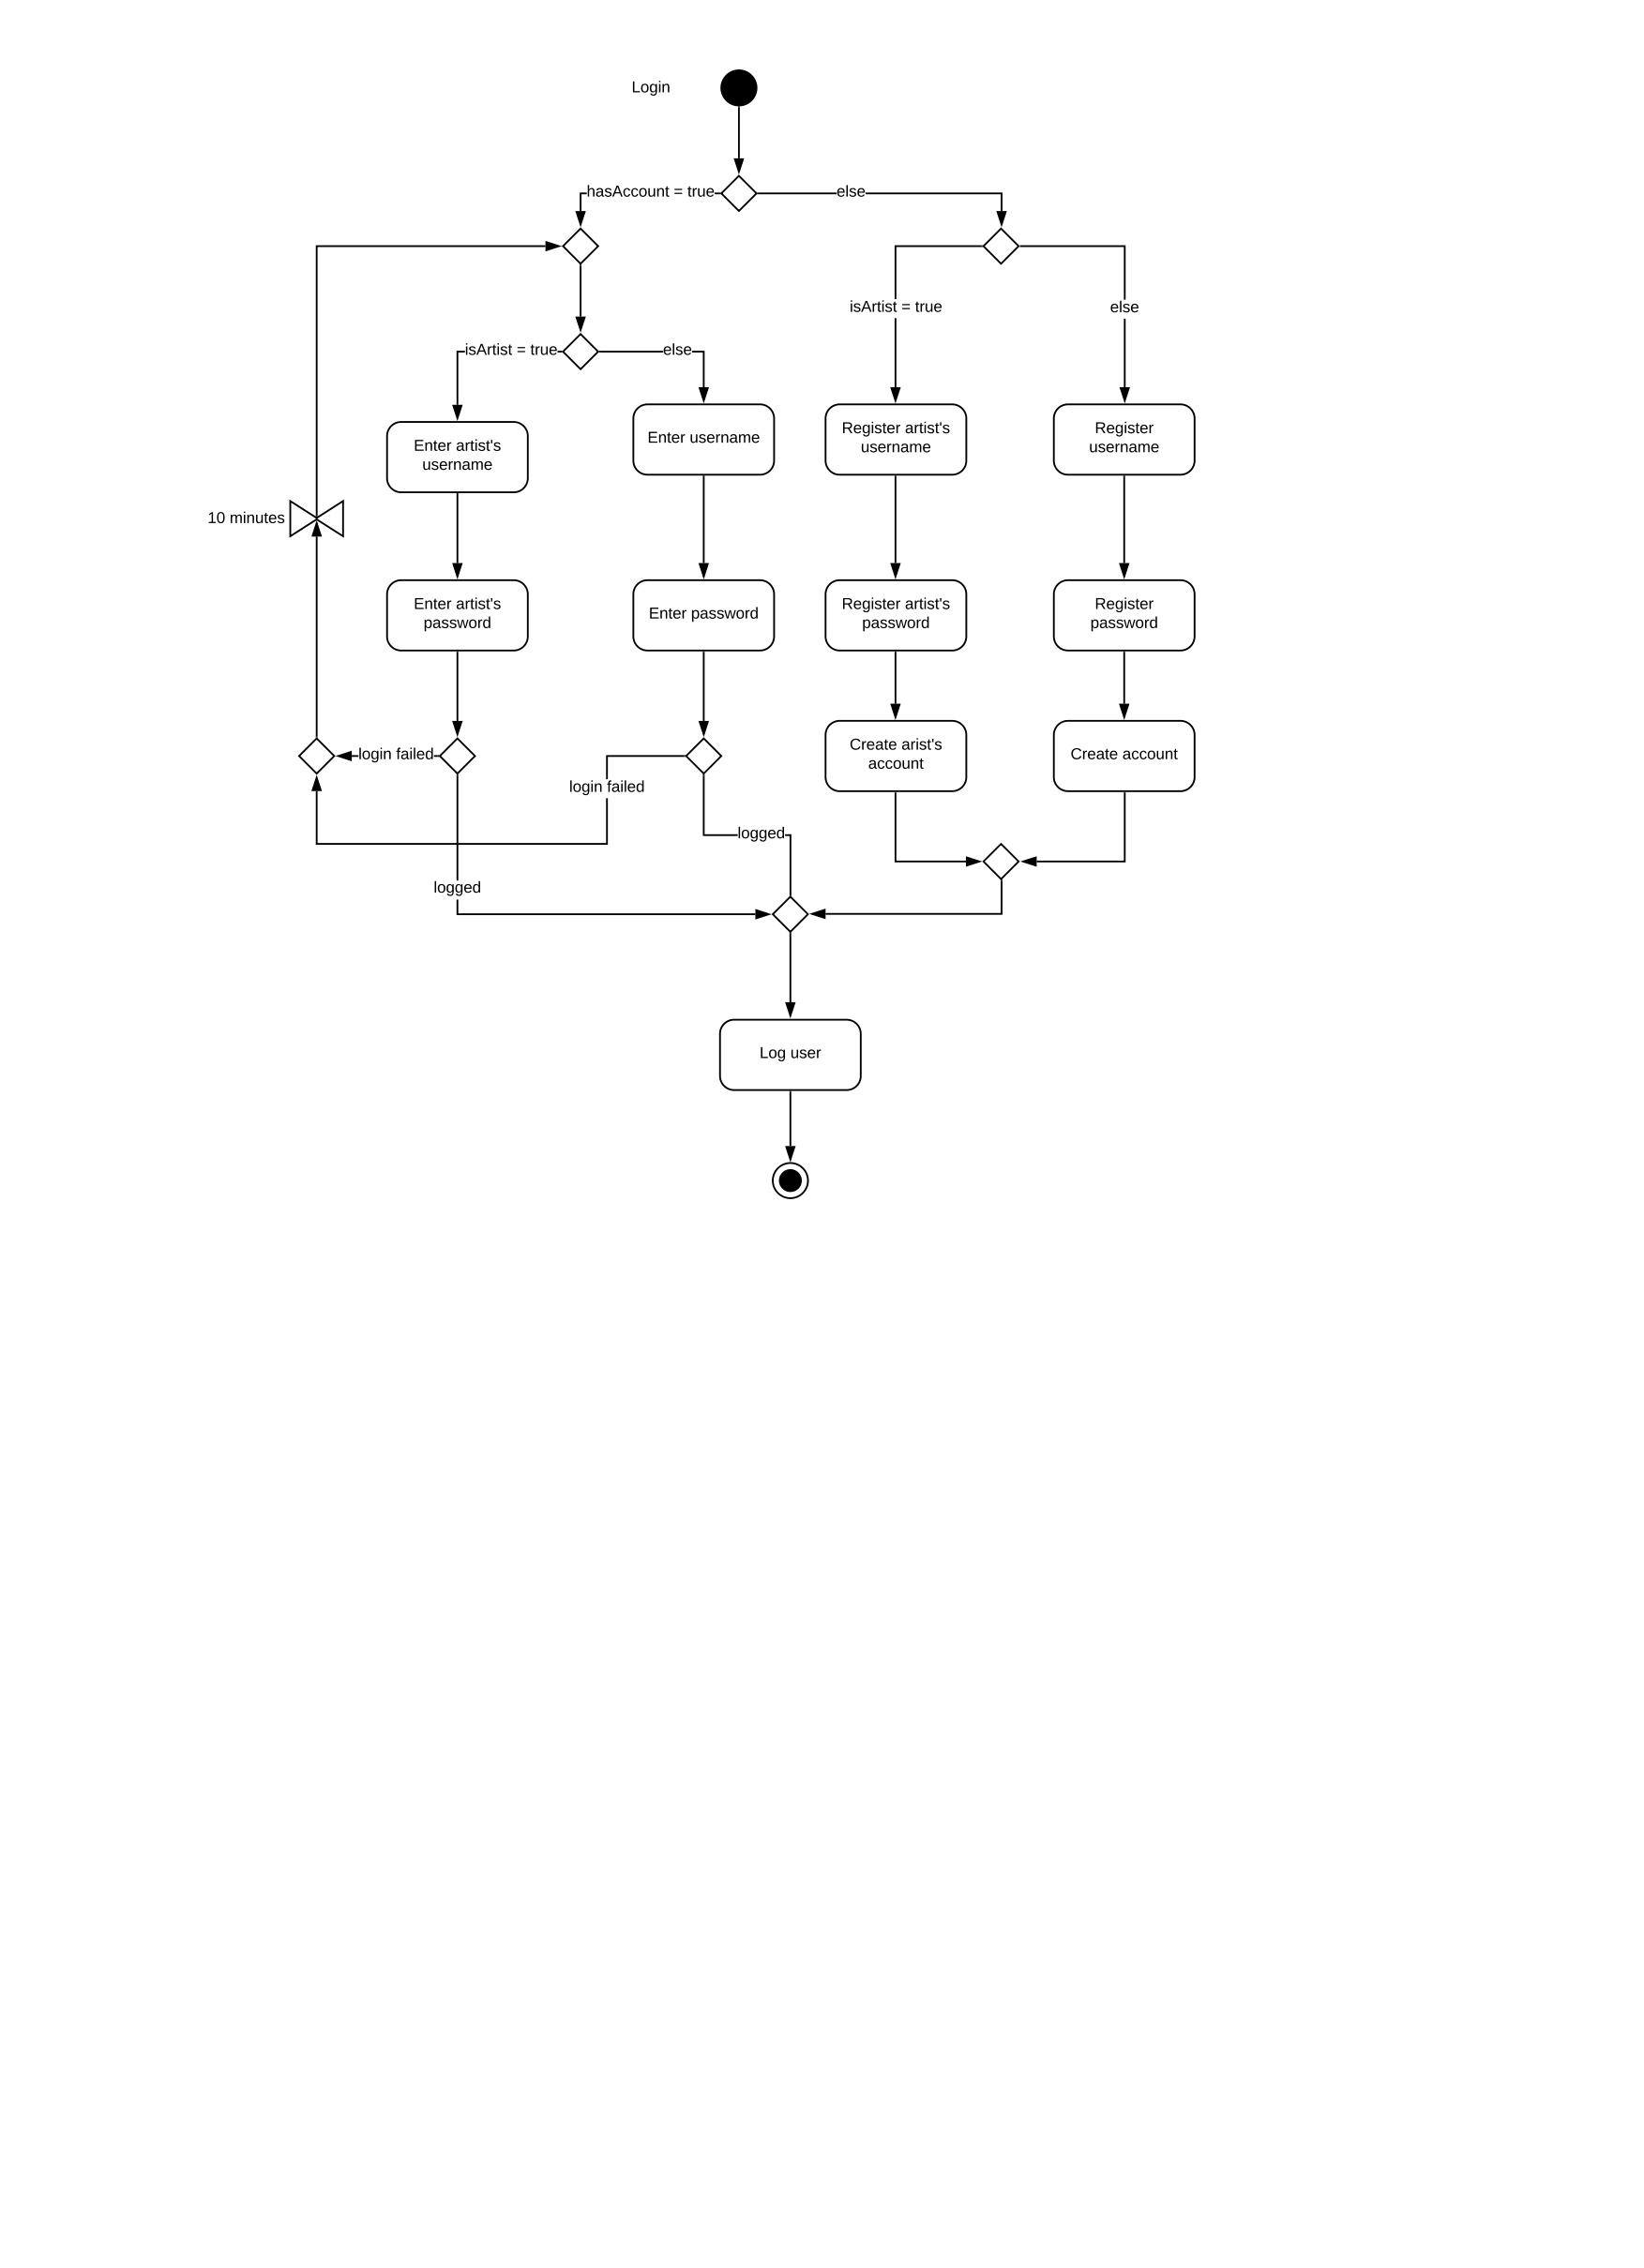 Login
hasAccount = true
else
isArtist = true
else
isArtist = true
else
Enter artist's
username
Enter username
Register artist's
username
Register
username
10 minutes
Enter artist's
password
Enter password
Register artist's
password
Register
password
login failed
login failed
Create arist's
account
Create account
logged
logged
Log user